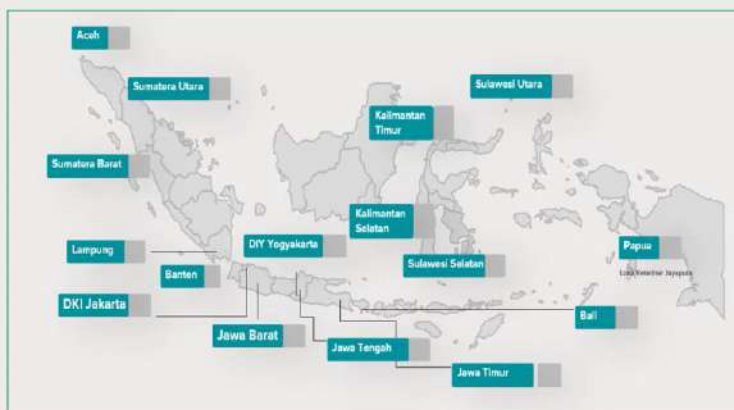 Aceh
Sumatera Utara
Sulawesi Utara
Kalimantan
Timur
Sumatera Barat
Kalimantan
Selatan
Lampung
DIY Yogyakarta
Papua
Banten
Sulawesi Selatan
DKI Jakarta
Bali
Jawa Barat
Jawa Tengah
Jawa Timur